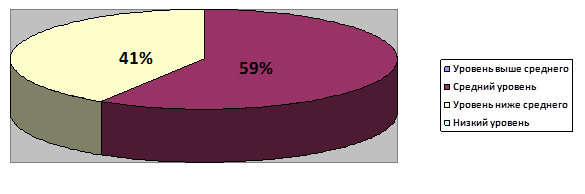 41%
59%
Уровень выше среднего
Средний уровень
Уровень ниже среднего
Низкий уровень